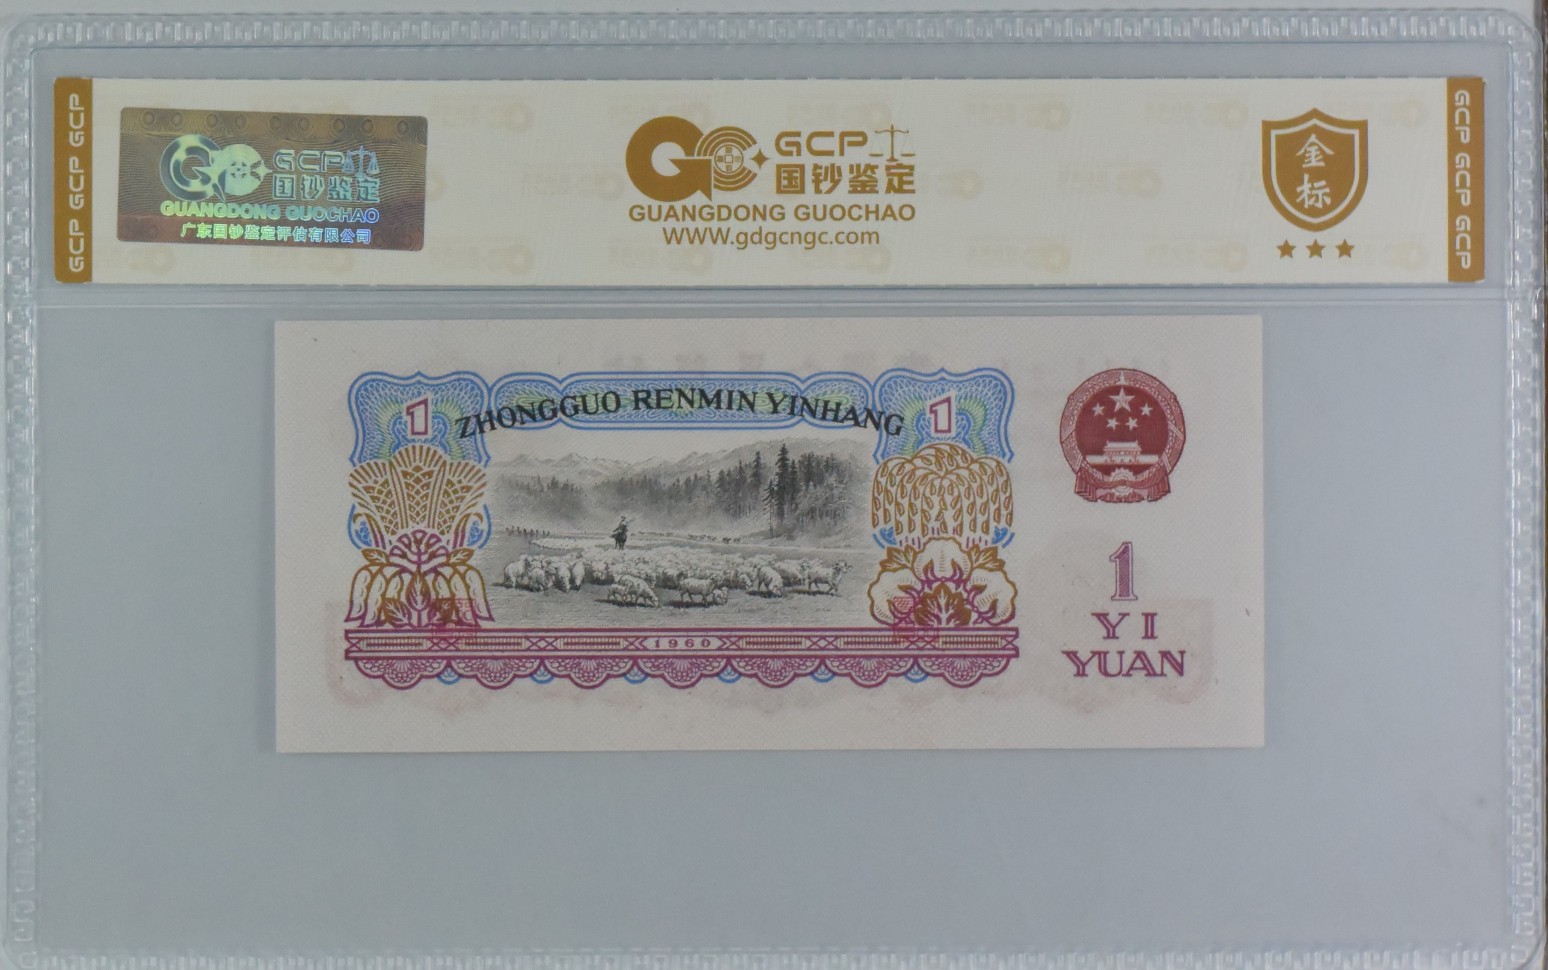 GCP GCP
GCP
国钞鉴定
GUANGDONG GUOCHAO
广东国钞鉴定评估有限公司
GCP
国钞鉴定
GUANGDONG GUOCHAO
WWW.gdgcngc.com
金
标
GCP GCP
1
ZHONGGUO RENMIN YINHANG
1
1960
1
YI
YUAN